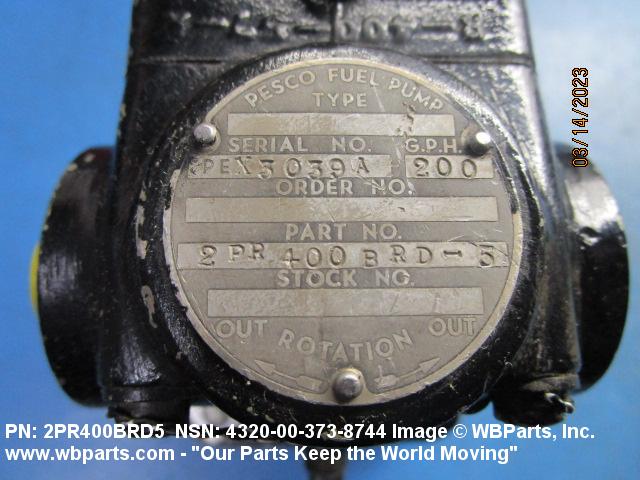 PESCO FUEL PUMP
TYPE
SERIAL NO. G.P.H.
PEX3039A 200
ORDER NO.
PART NO.
2PR400BRD-5
STOCK NO.
OUT ROTATION OUT
03/14/2023
PN: 2PR400BRD5 NSN: 4320-00-373-8744 Image © WBParts, Inc.
www.wbparts.com - "Our Parts Keep the World Moving"